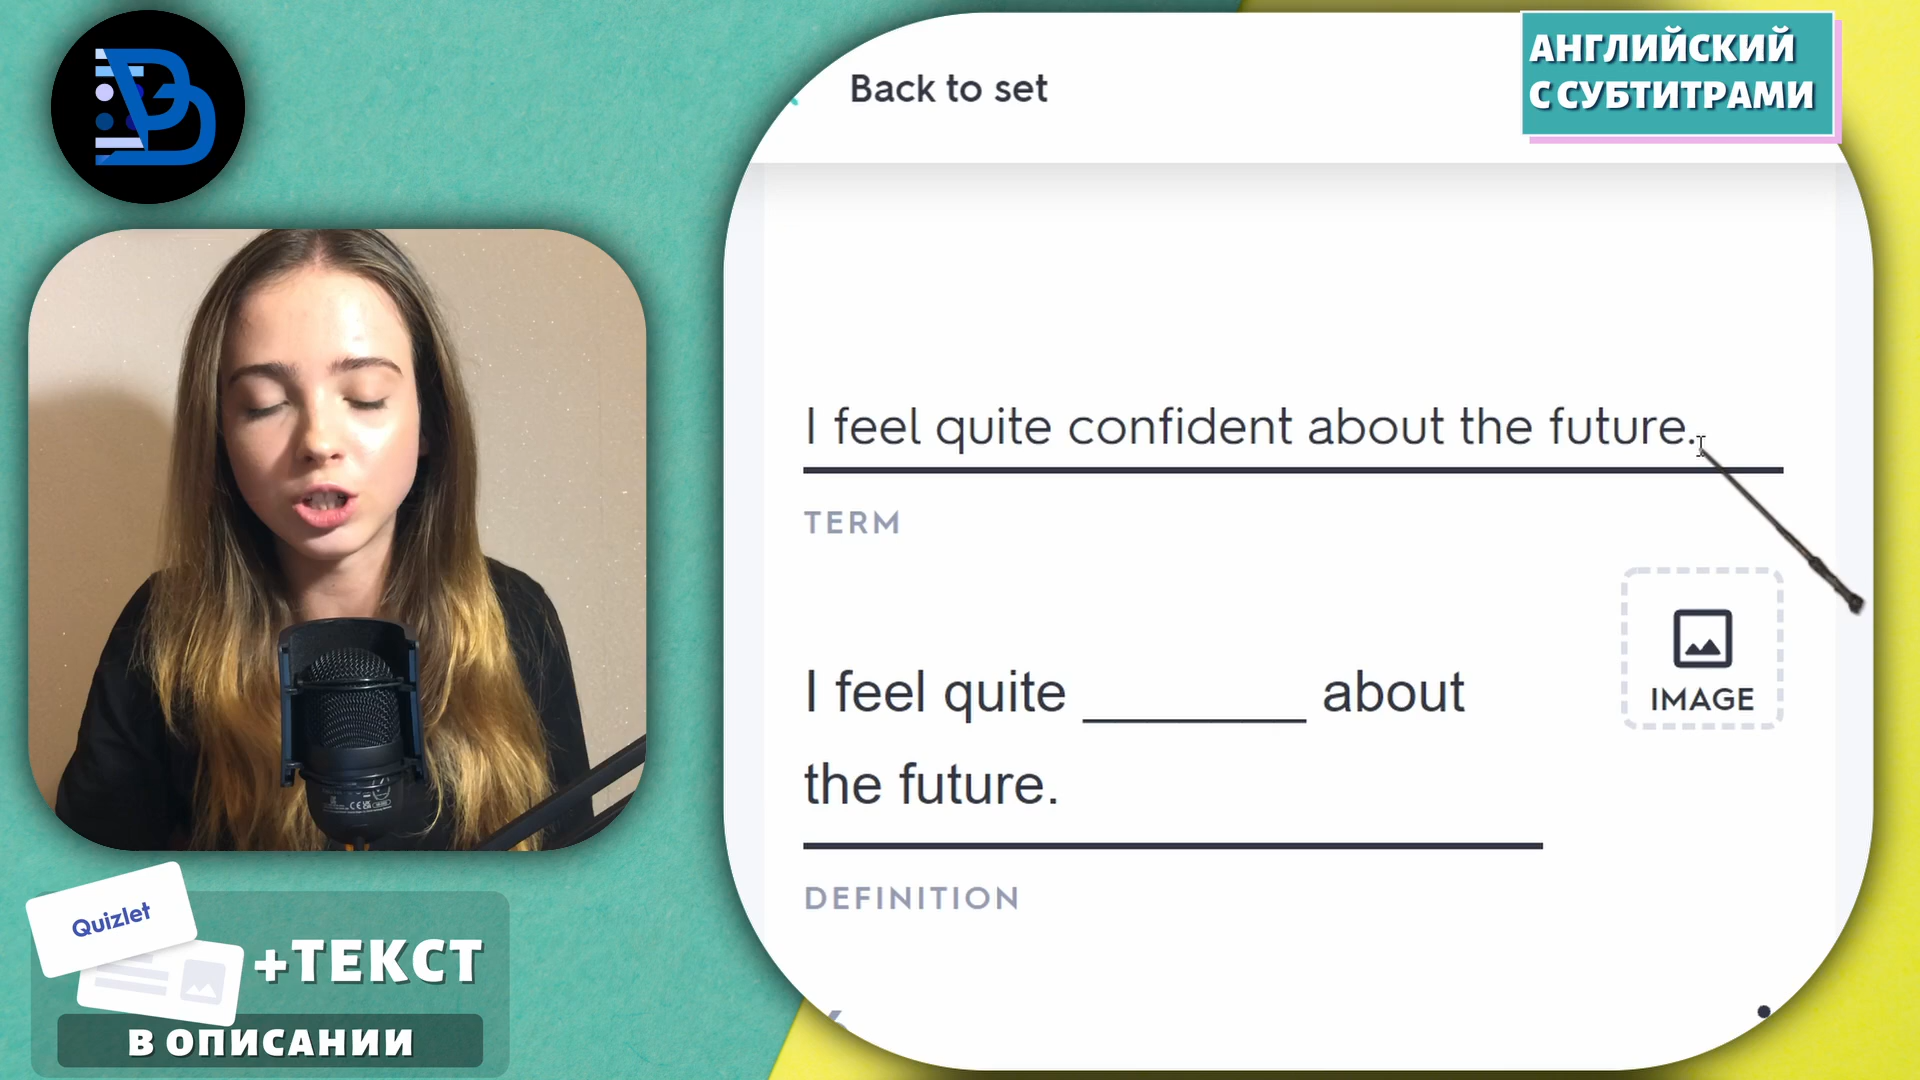 Back to set
АНГЛИЙСКИЙ
С СУБТИТРАМИ
I feel quite confident about the future.
TERM
I feel quite ________ about
the future.
IMAGE
DEFINITION
Quizlet
+ТЕКСТ
В ОПИСАНИИ